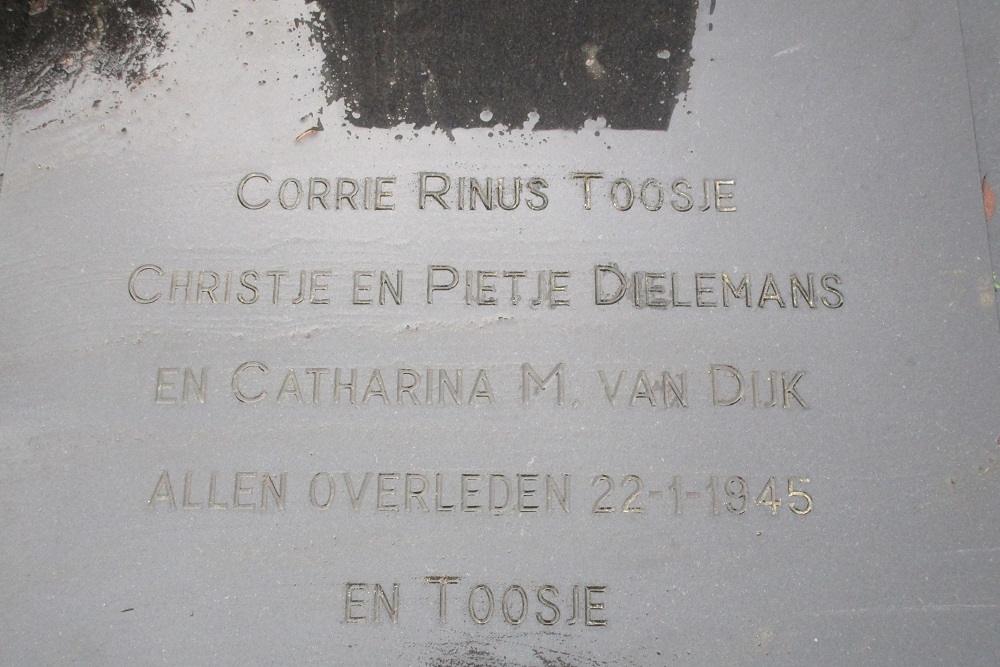 CORRIE RINUS TOOSJE
CHRISTJE EN PIETJE DIELEMANS
EN CATHARINA M. VAN DIJK
ALLEN OVERLEDEN 22-1-1945
EN TOOSJE